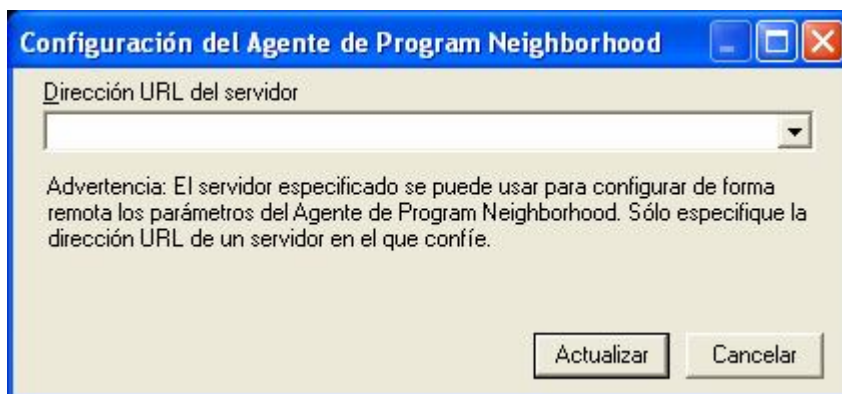 Configuración del Agente de Program Neighborhood
Dirección URL del servidor
Advertencia: El servidor especificado se puede usar para configurar de forma
remota los parámetros del Agente de Program Neighborhood. Sólo especifique la
dirección URL de un servidor en el que confíe.
Actualizar Cancelar